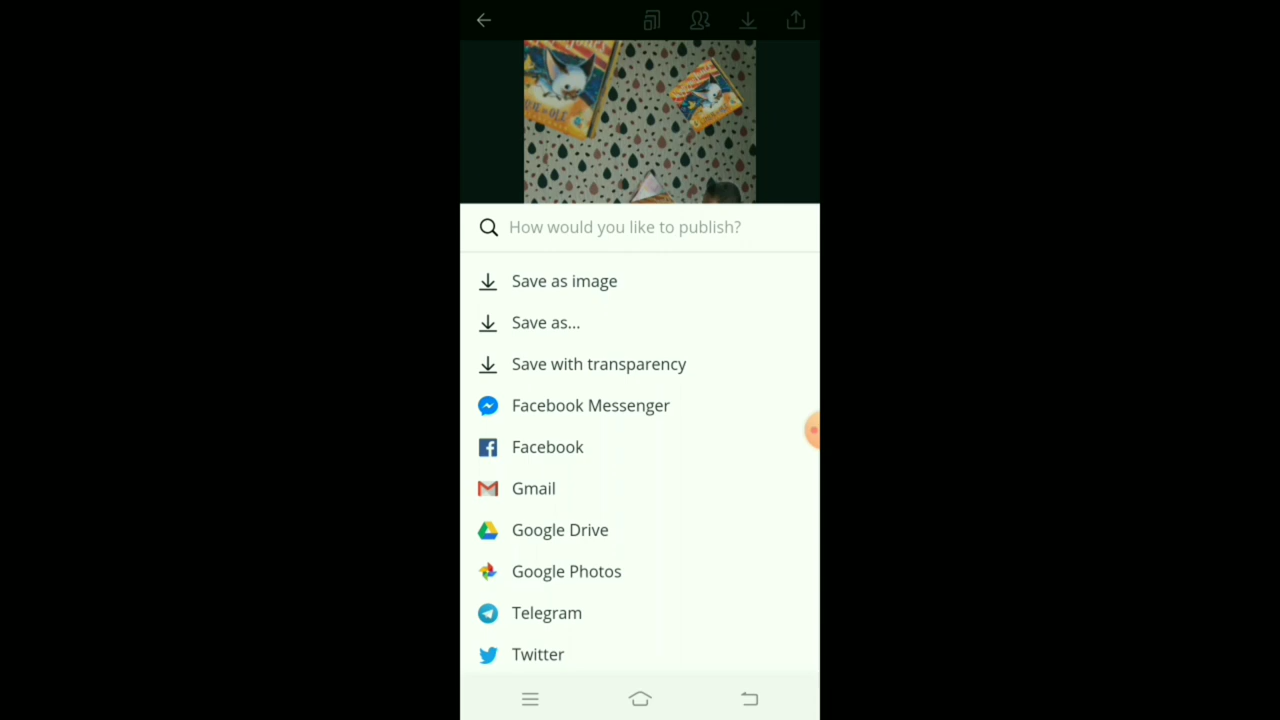 How would you like to publish?
Save as image
Save as...
Save with transparency
Facebook Messenger
Facebook
Gmail
Google Drive
Google Photos
Telegram
Twitter